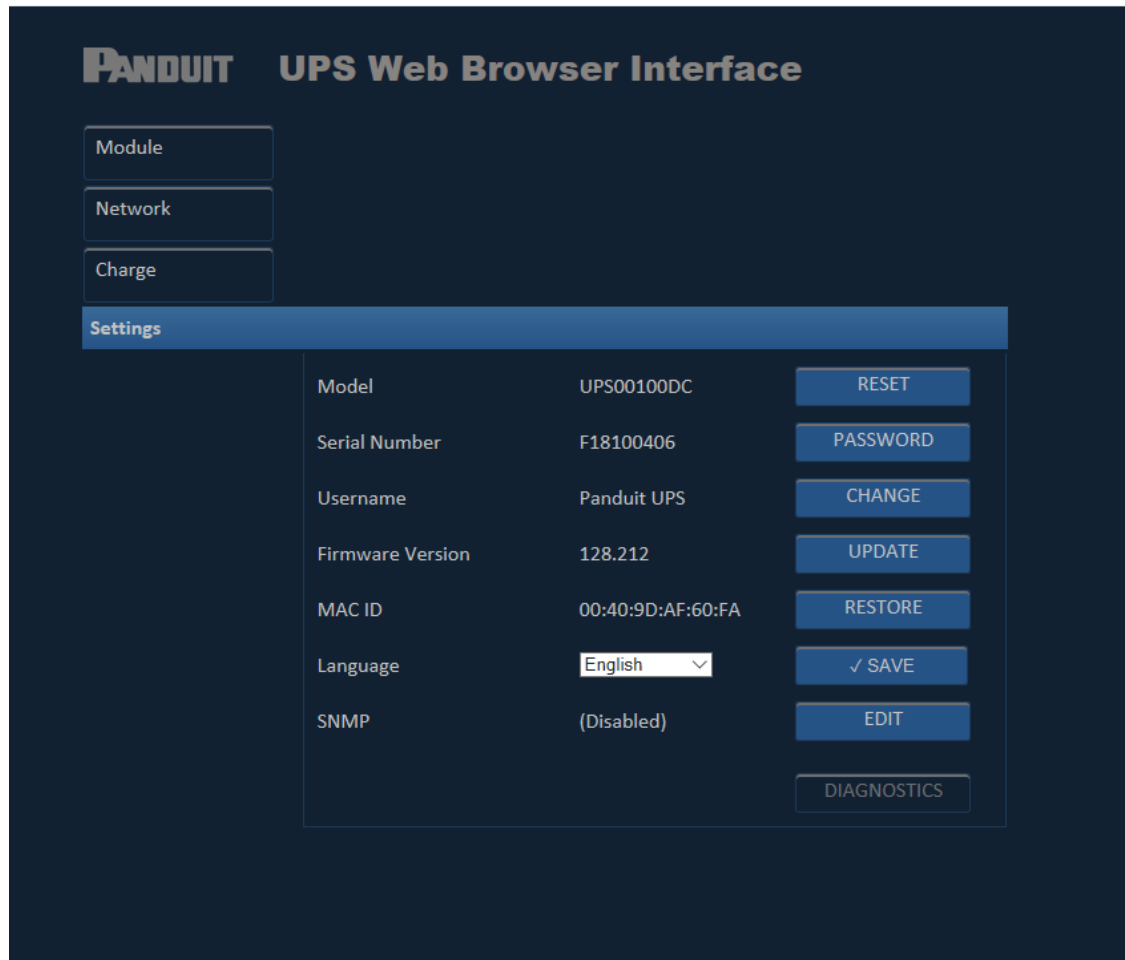 PANDUIT UPS Web Browser Interface
Module
Network
Charge
Settings
Model UPS00100DC RESET
Serial Number F18100406 PASSWORD
Username Panduit UPS CHANGE
Firmware Version 128.212 UPDATE
MAC ID 00:40:9D:AF:60:FA RESTORE
Language English ✓ SAVE
SNMP (Disabled) EDIT
DIAGNOSTICS